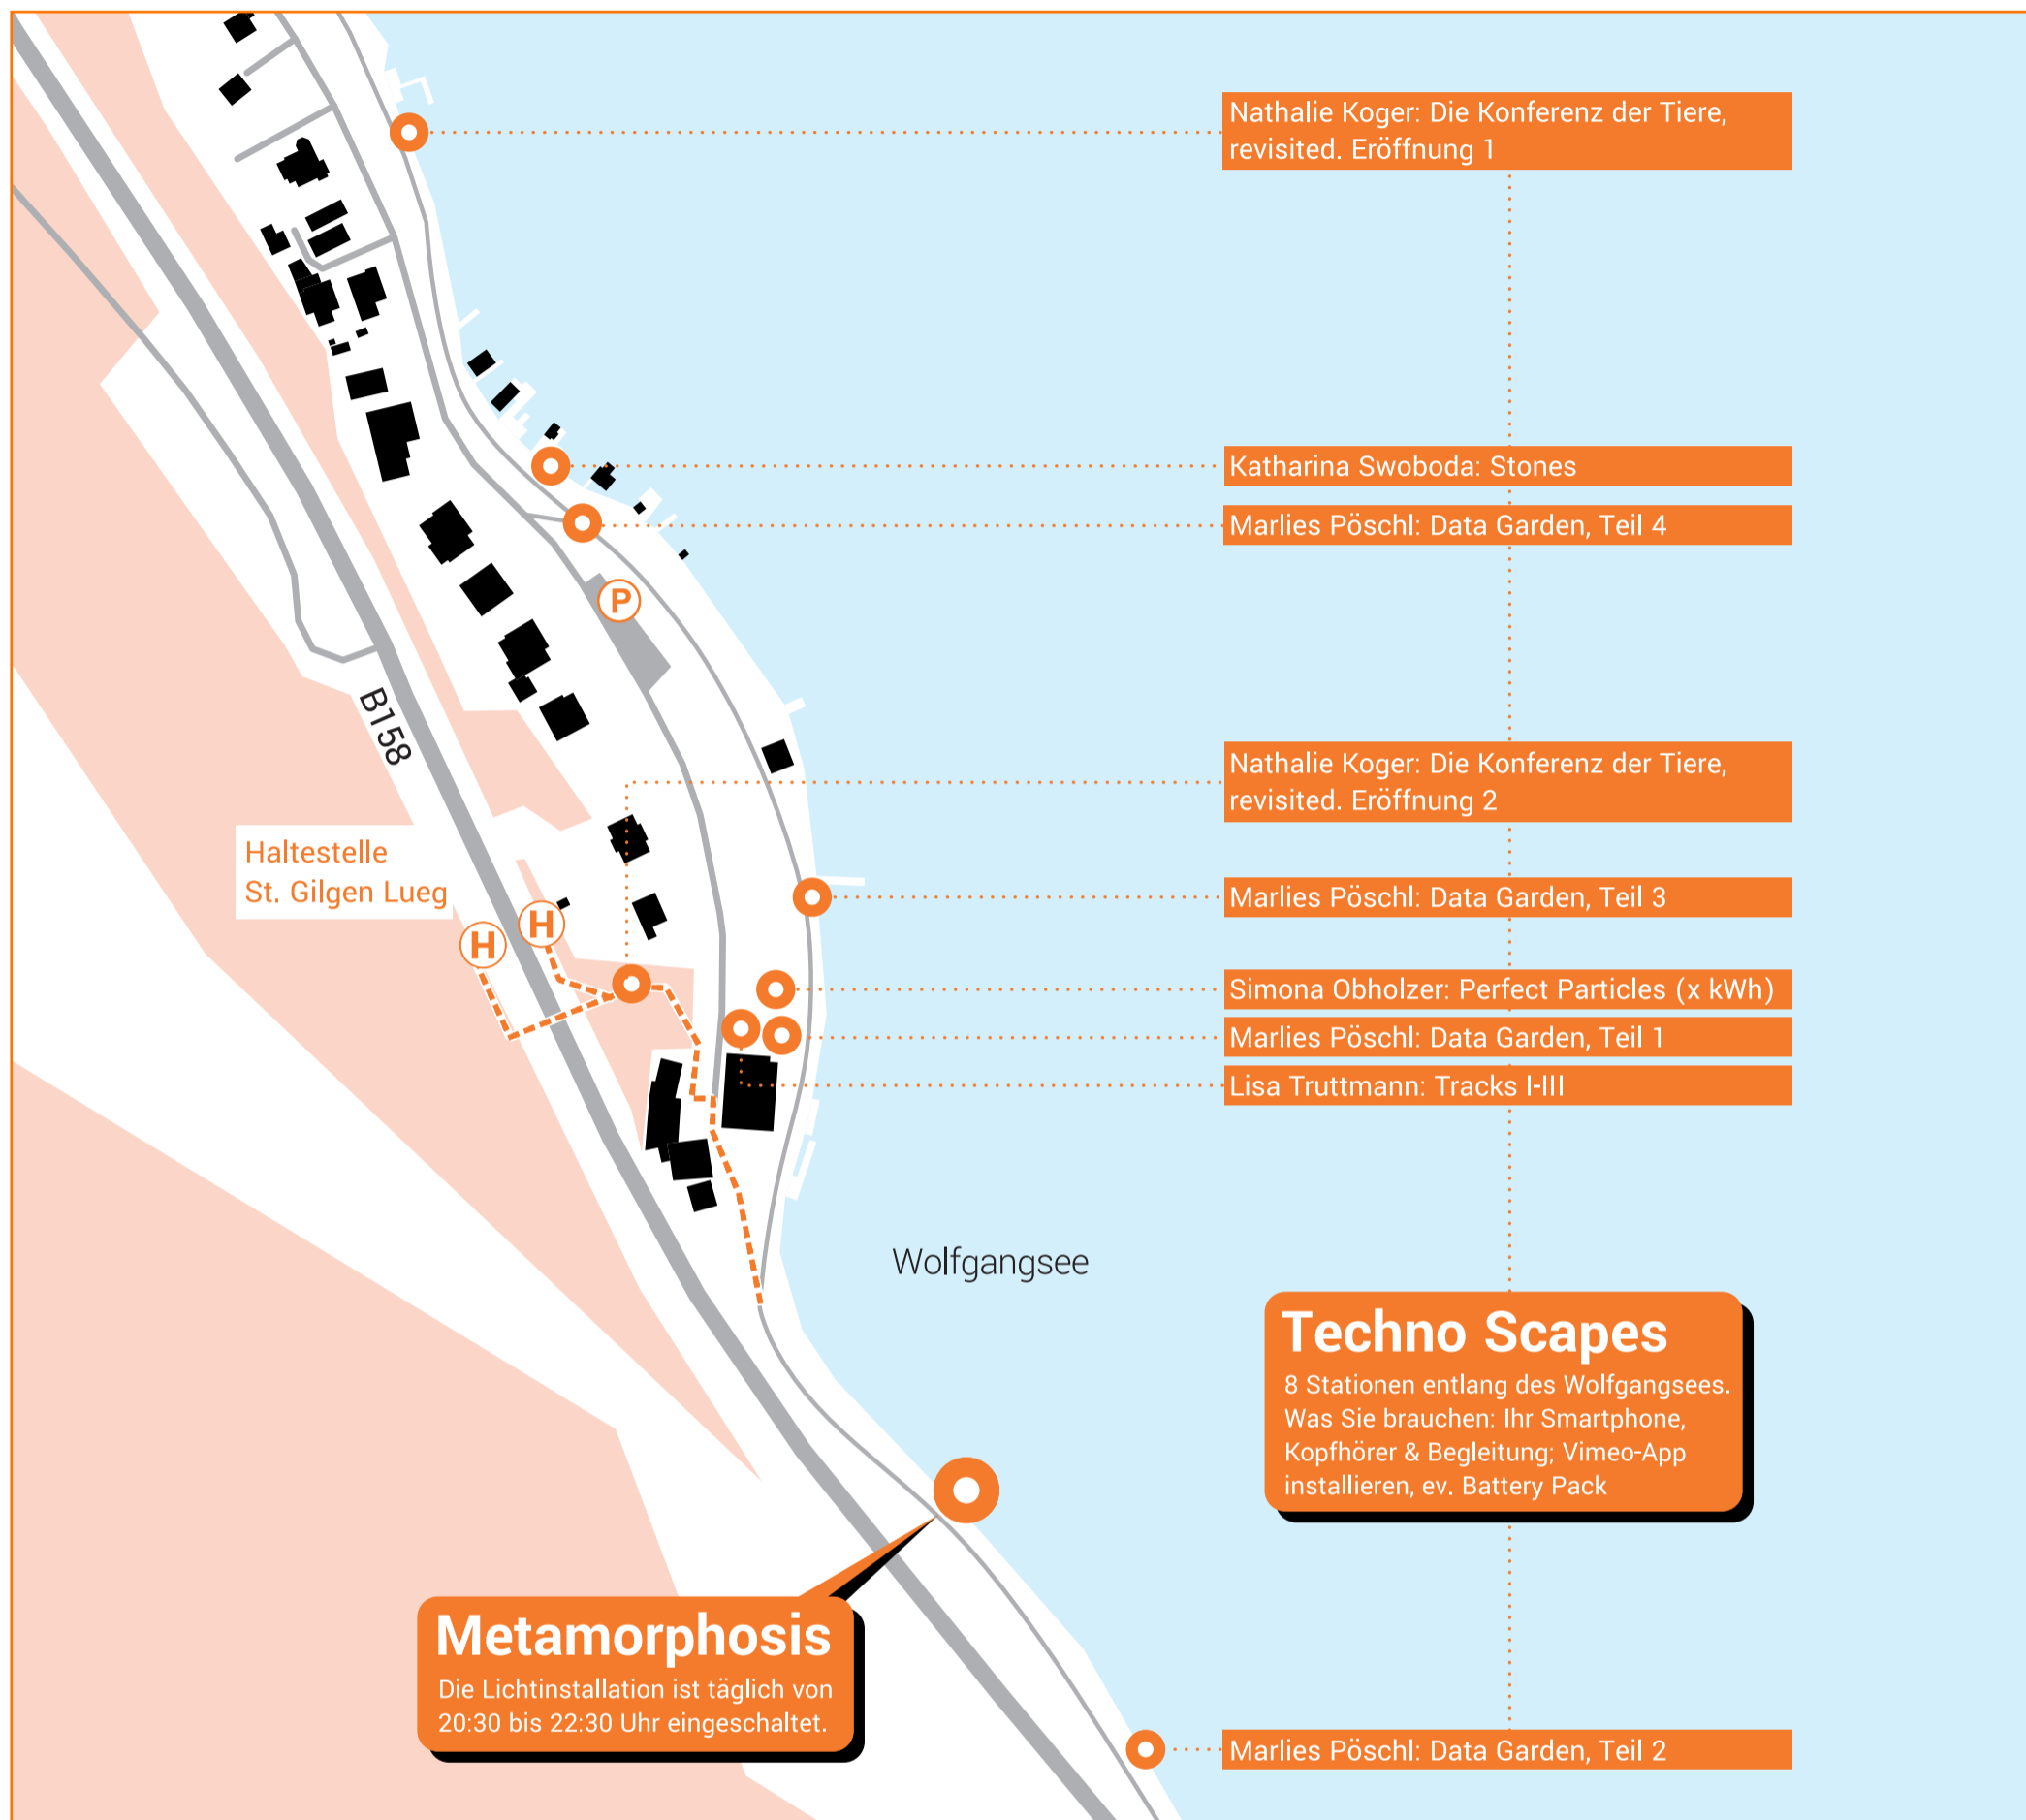 Nathalie Koger: Die Konferenz der Tiere,
revisited. Eröffnung 1
Katharina Swoboda: Stones
Marlies Pöschl: Data Garden, Teil 4
P
B158
Nathalie Koger: Die Konferenz der Tiere,
revisited. Eröffnung 2
Haltestelle
St. Gilgen Lueg
Marlies Pöschl: Data Garden, Teil 3
H
H
Simona Obholzer: Perfect Particles (x kWh)
Marlies Pöschl: Data Garden, Teil 1
Lisa Truttmann: Tracks I-III
Wolfgangsee
Techno Scapes
8 Stationen entlang des Wolfgangsees.
Was Sie brauchen: Ihr Smartphone,
Kopfhörer & Begleitung; Vimeo-App
installieren, ev. Battery Pack
Metamorphosis
Die Lichtinstallation ist täglich von
20:30 bis 22:30 Uhr eingeschaltet.
Marlies Pöschl: Data Garden, Teil 2